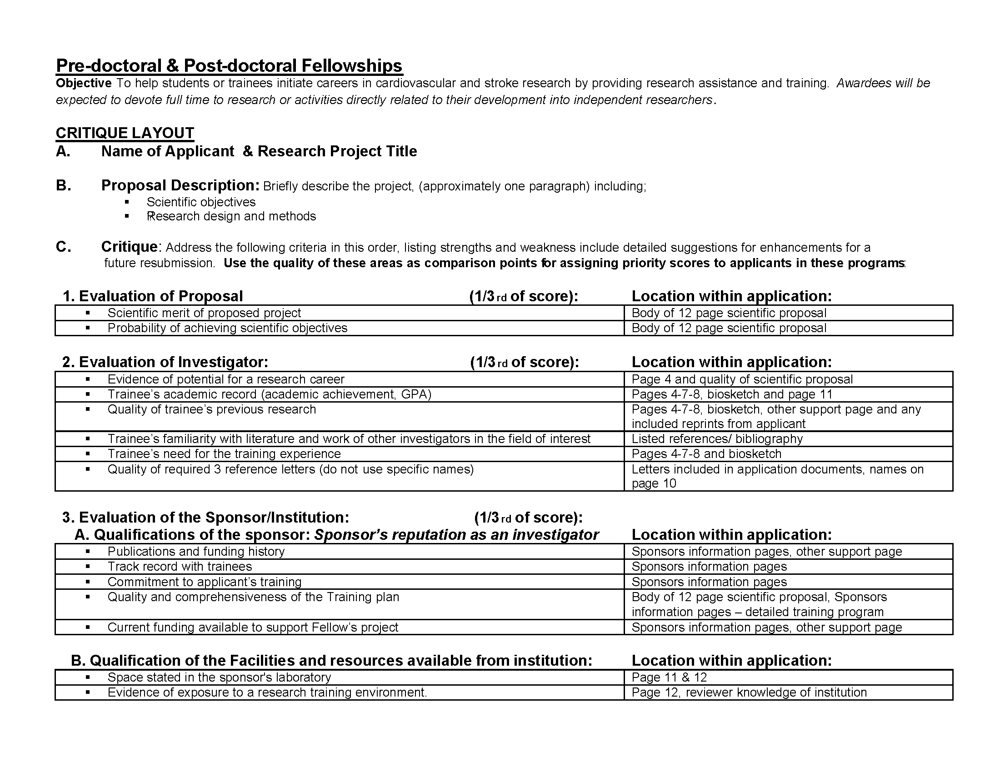 Pre-doctoral & Post-doctoral Fellowships
Objective To help students or trainees initiate careers in cardiovascular and stroke research by providing research assistance and training. Awardees will be
expected to devote full time to research or activities directly related to their development into independent researchers.
CRITIQUE LAYOUT
A. Name of Applicant & Research Project Title
B. Proposal Description: Briefly describe the project, (approximately one paragraph) including;
▪ Scientific objectives
▪ Research design and methods
C. Critique: Address the following criteria in this order, listing strengths and weakness include detailed suggestions for enhancements for a
future resubmission. Use the quality of these areas as comparison points for assigning priority scores to applicants in these programs:
1. Evaluation of Proposal (1/3 rd of score): Location within application:
▪ Scientific merit of proposed project Body of 12 page scientific proposal
▪ Probability of achieving scientific objectives Body of 12 page scientific proposal
2. Evaluation of Investigator: (1/3 rd of score): Location within application:
▪ Evidence of potential for a research career Page 4 and quality of scientific proposal
▪ Trainee’s academic record (academic achievement, GPA) Pages 4-7-8, biosketch and page 11
▪ Quality of trainee’s previous research Pages 4-7-8, biosketch, other support page and any
included reprints from applicant
▪ Trainee’s familiarity with literature and work of other investigators in the field of interest Listed references/ bibliography
▪ Trainee’s need for the training experience Pages 4-7-8 and biosketch
▪ Quality of required 3 reference letters (do not use specific names) Letters included in application documents, names on
page 10
3. Evaluation of the Sponsor/Institution: (1/3 rd of score):
A. Qualifications of the sponsor: Sponsor’s reputation as an investigator Location within application:
▪ Publications and funding history Sponsors information pages, other support page
▪ Track record with trainees Sponsors information pages
▪ Commitment to applicant’s training Sponsors information pages
▪ Quality and comprehensiveness of the Training plan Body of 12 page scientific proposal, Sponsors
information pages – detailed training program
▪ Current funding available to support Fellow’s project Sponsors information pages, other support page
B. Qualification of the Facilities and resources available from institution: Location within application:
▪ Space stated in the sponsor's laboratory Page 11 & 12
▪ Evidence of exposure to a research training environment. Page 12, reviewer knowledge of institution